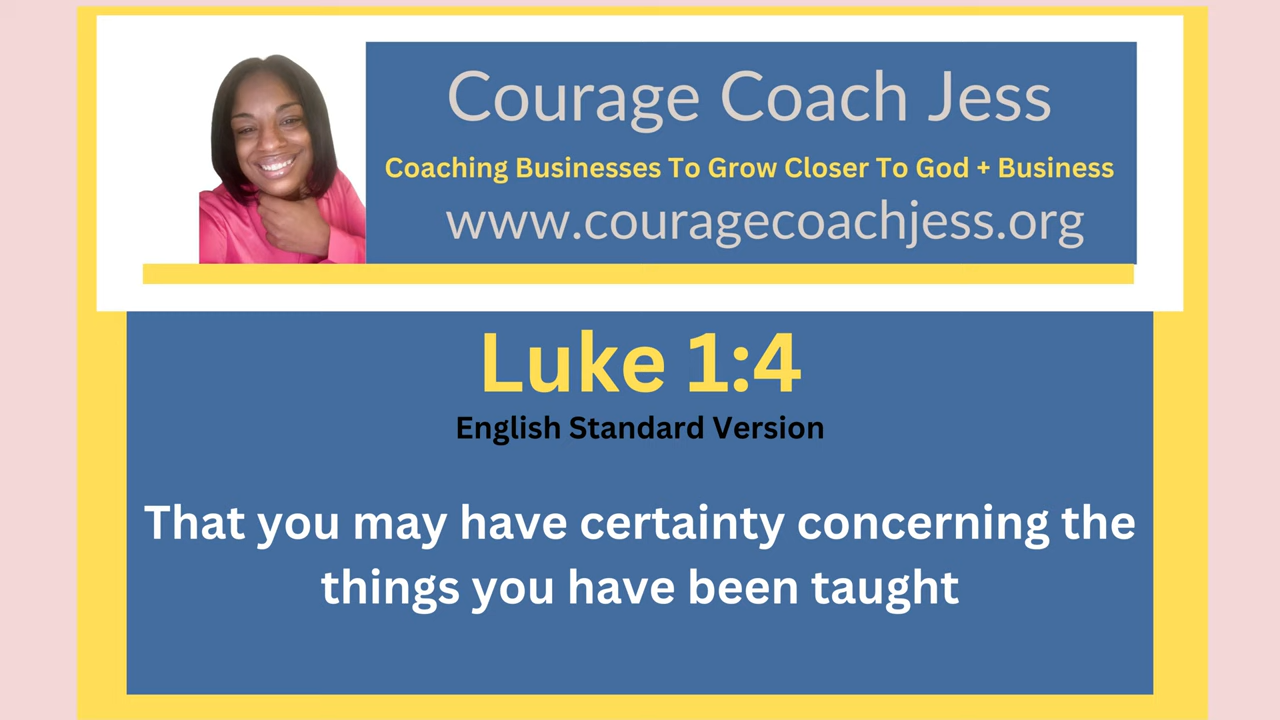 Courage Coach Jess
Coaching Businesses To Grow Closer To God + Business
www.couragecoachjess.org
Luke 1:4
English Standard Version
That you may have certainty concerning the
things you have been taught